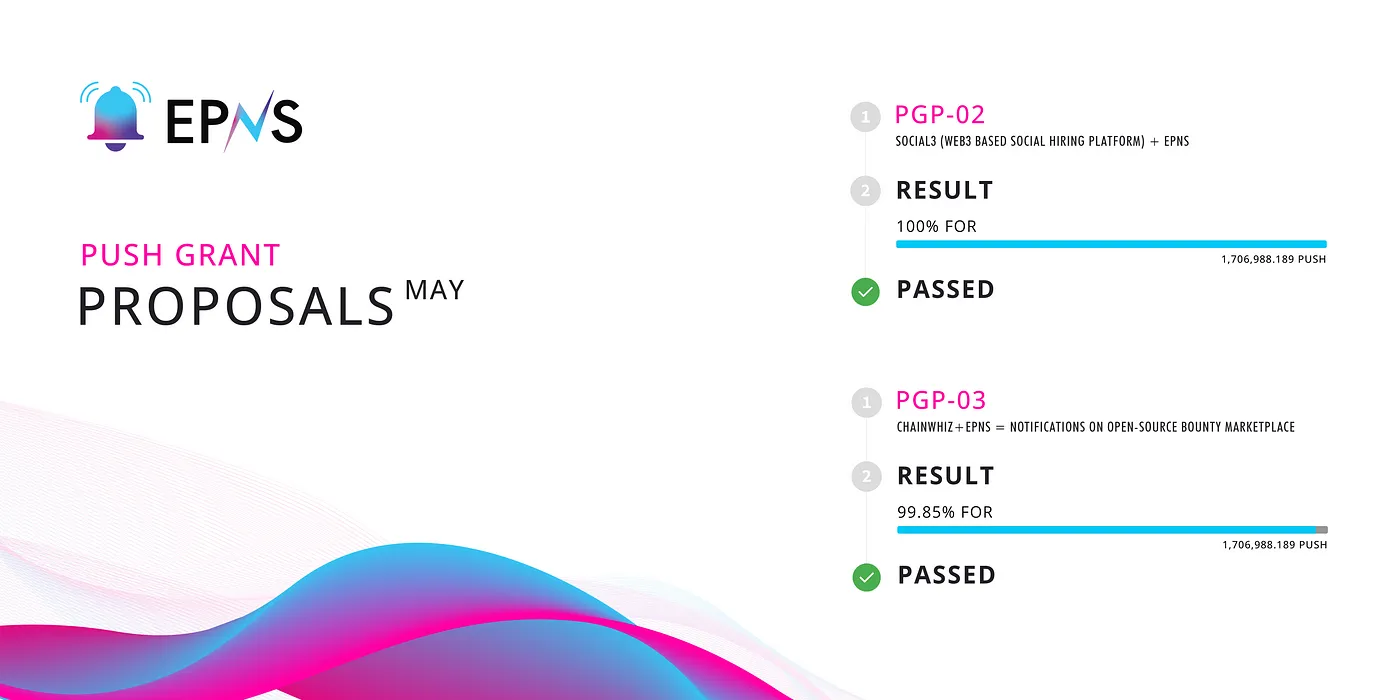 EPNS
PUSH GRANT
PROPOSALS MAY
1 PGP-02
SOCIAL3 (WEB3 BASED SOCIAL HIRING PLATFORM) + EPNS
2 RESULT
100% FOR
1,706,988.189 PUSH
PASSED
1 PGP-03
CHAINWHIZ+EPNS = NOTIFICATIONS ON OPEN-SOURCE BOUNTY MARKETPLACE
2 RESULT
99.85% FOR
1,706,988.189 PUSH
PASSED